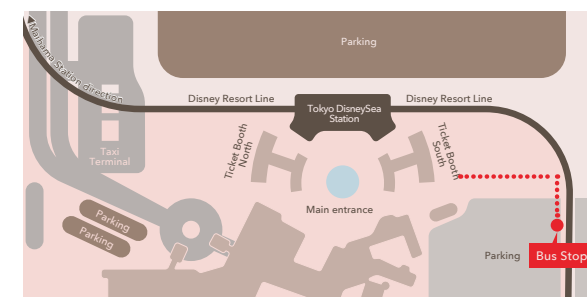 Parking
◀Maihama Station direction
Disney Resort Line
Tokyo DisneySea
Station
Disney Resort Line
Taxi
Terminal
Ticket Booth
North
Ticket Booth
South
Main entrance
Parking
Parking
Parking
Bus Stop